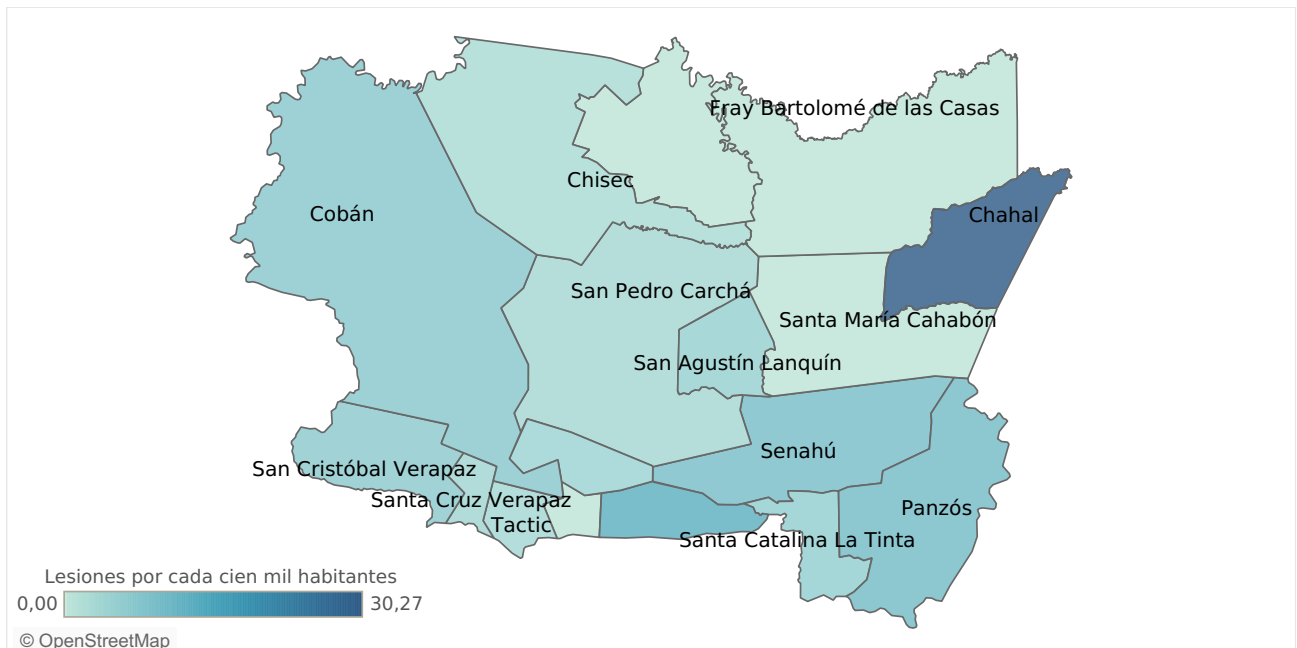 Fray Bartolomé de las Casas
Chisec
Cobán
Chahal
San Pedro Carchá
Santa María Cahabón
San Agustín Lanquín
Senahú
San Cristóbal Verapaz
Santa Cruz Verapaz
Panzós
Tactic
Santa Catalina La Tinta
Lesiones por cada cien mil habitantes
0,00 30,27
© OpenStreetMap